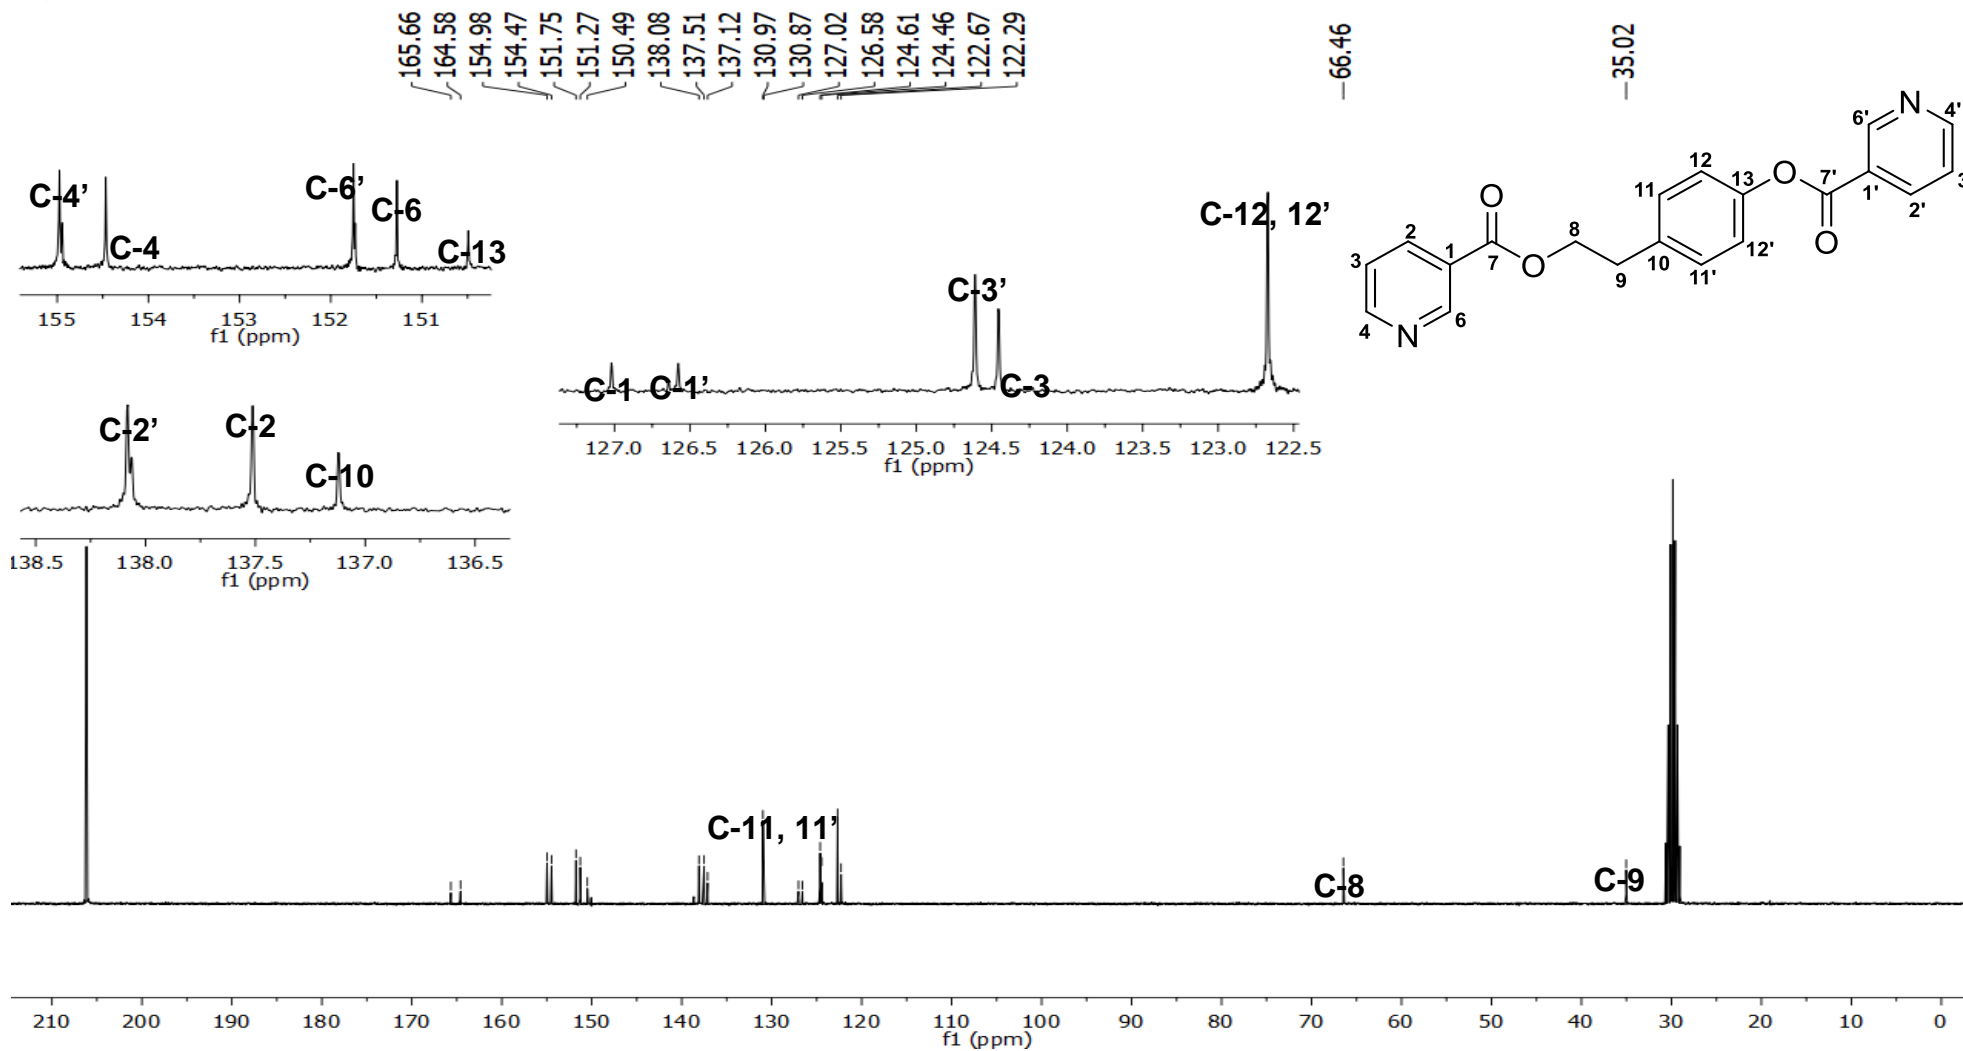 165.66
164.58
154.98
154.47
151.75
151.27
150.49
138.08
137.51
137.12
130.97
130.87
127.02
126.58
124.61
124.46
122.67
122.29
66.46
35.02
C-4’
C-4
C-6’
C-6
C-13
155 154 153 152 151
f1 (ppm)
C-1
C-1’
C-3’
C-3
C-12, 12’
127.0 126.5 126.0 125.5 125.0 124.5 124.0 123.5 123.0 122.5
f1 (ppm)
C-2’
C-2
C-10
138.5 138.0 137.5 137.0 136.5
f1 (ppm)
N
6'
4'
3'
2'
1'
7'
O
O
13
12
11
12'
11'
10
9
8
O
O
7
1
2
3
4
N
6
C-11, 11’
C-8
C-9
210 200 190 180 170 160 150 140 130 120 110 100 90 80 70 60 50 40 30 20 10 0
f1 (ppm)